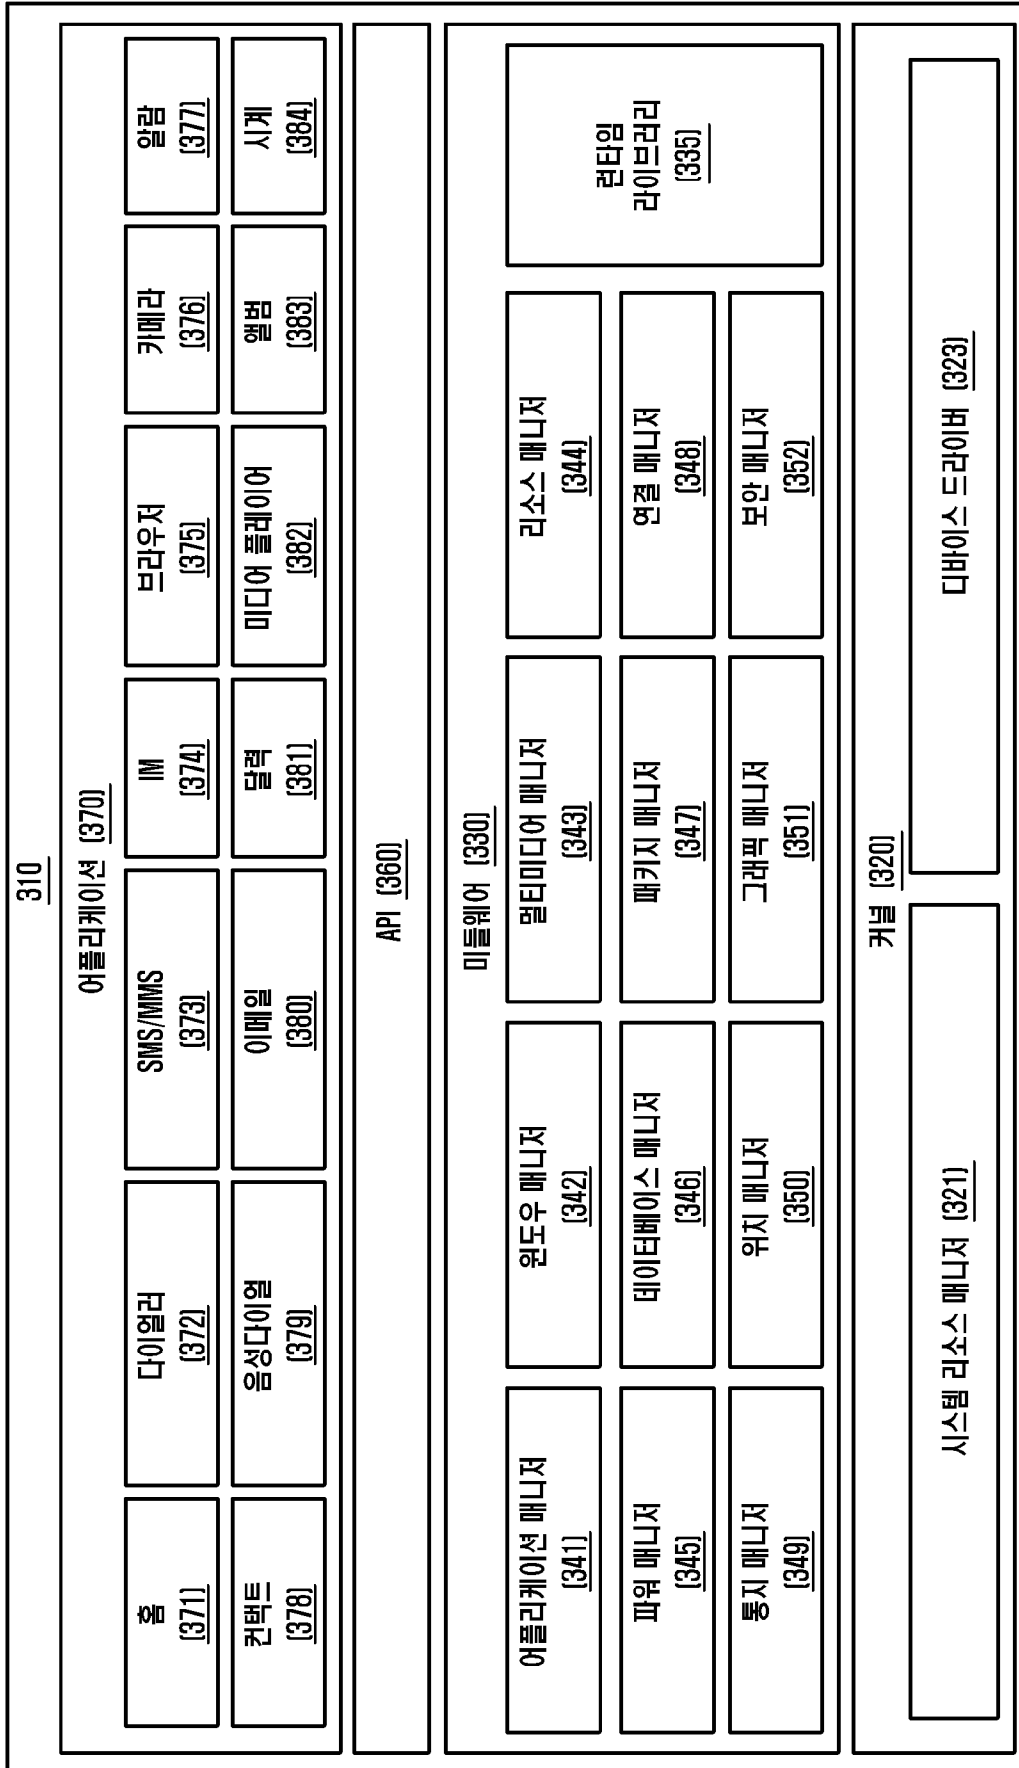 310
어플리케이션 (370)
홈
(371)
다이얼러
(372)
SMS/MMS
(373)
IM
(374)
브라우저
(375)
카메라
(376)
알람
(377)
컨택트
(378)
음성다이얼
(379)
이메일
(380)
달력
(381)
미디어 플레이어
(382)
앨범
(383)
시계
(384)
API (360)
미들웨어 (330)
어플리케이션 매니저
(341)
윈도우 매니저
(342)
멀티미디어 매니저
(343)
리소스 매니저
(344)
파워 매니저
(345)
데이터베이스 매니저
(346)
패키지 매니저
(347)
연결 매니저
(348)
통지 매니저
(349)
위치 매니저
(350)
그래픽 매니저
(351)
보안 매니저
(352)
런타임
라이브러리
(335)
커널 (320)
시스템 리소스 매니저 (321)
디바이스 드라이버 (323)